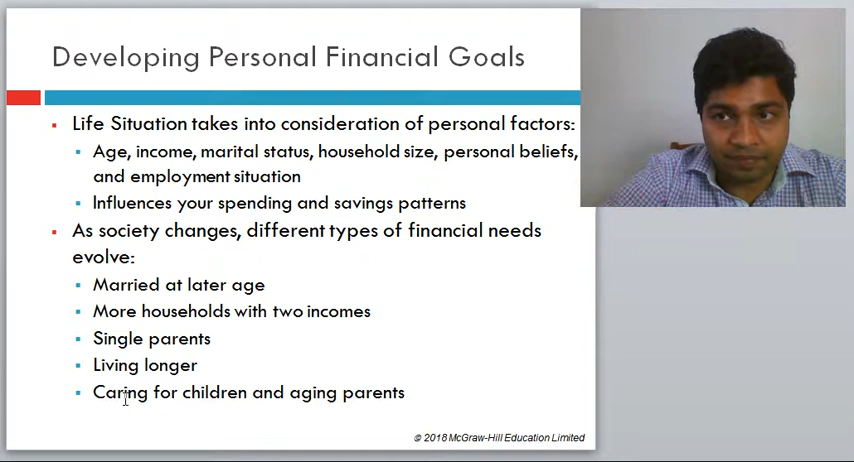 Developing Personal Financial Goals
▪ Life Situation takes into consideration of personal factors:
▪ Age, income, marital status, household size, personal beliefs,
and employment situation
▪ Influences your spending and savings patterns
▪ As society changes, different types of financial needs
evolve:
▪ Married at later age
▪ More households with two incomes
▪ Single parents
▪ Living longer
▪ Caring for children and aging parents
© 2018 McGraw-Hill Education Limited